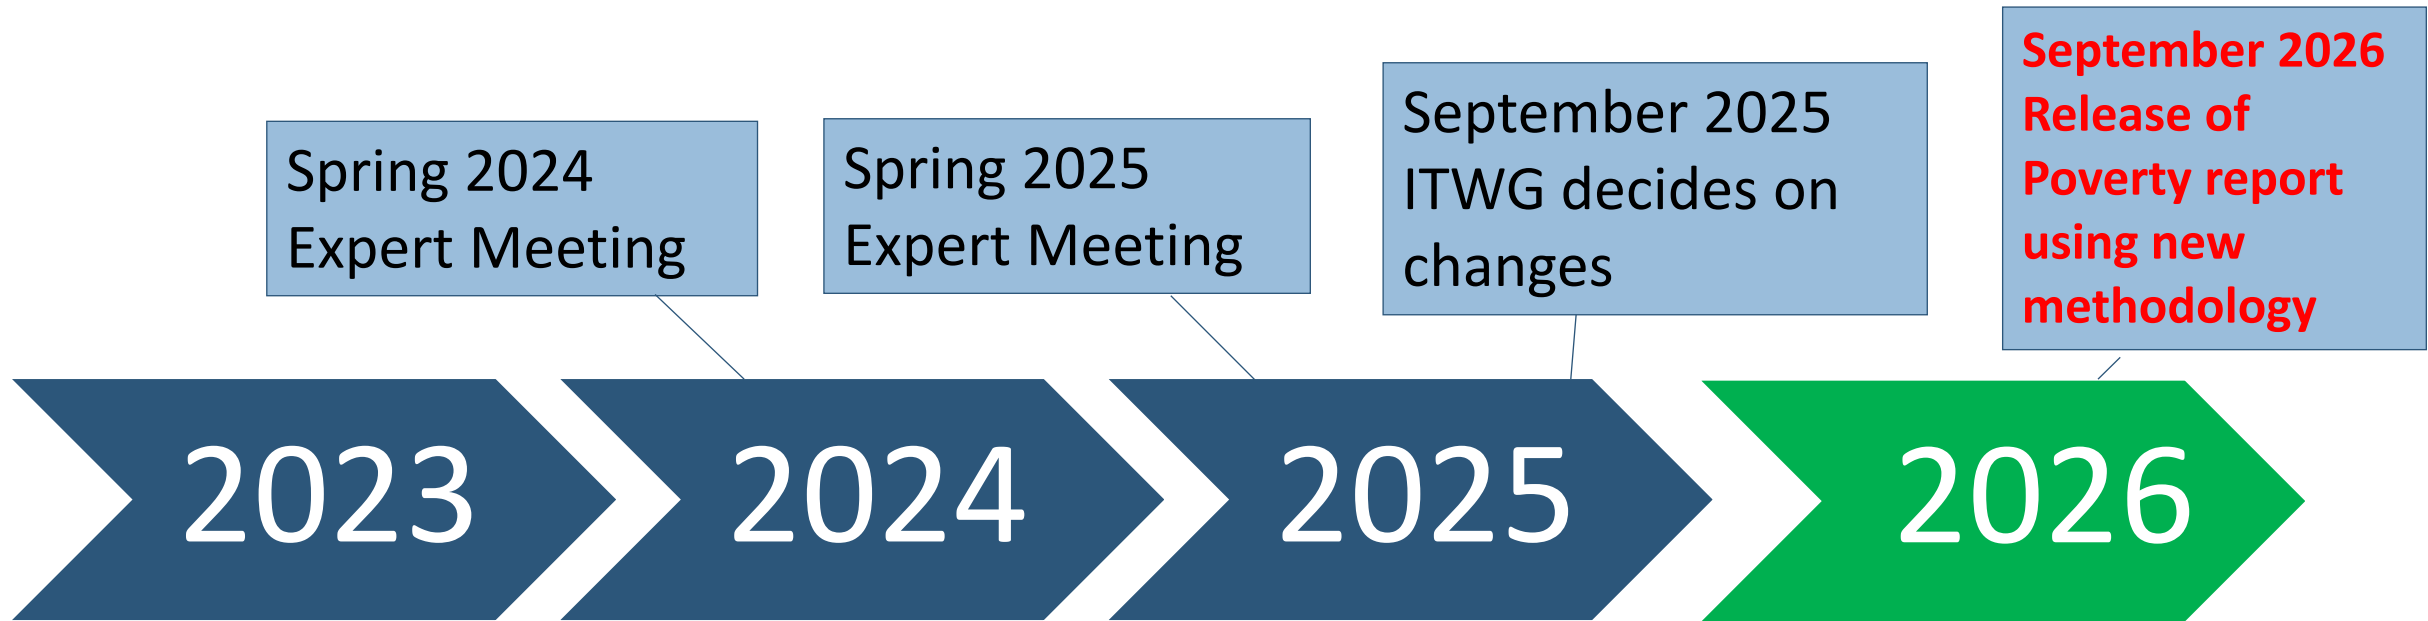 Spring 2024
Expert Meeting
Spring 2025
Expert Meeting
September 2025
ITWG decides on
changes
September 2026
Release of
Poverty report
using new
methodology
2023
2024
2025
2026